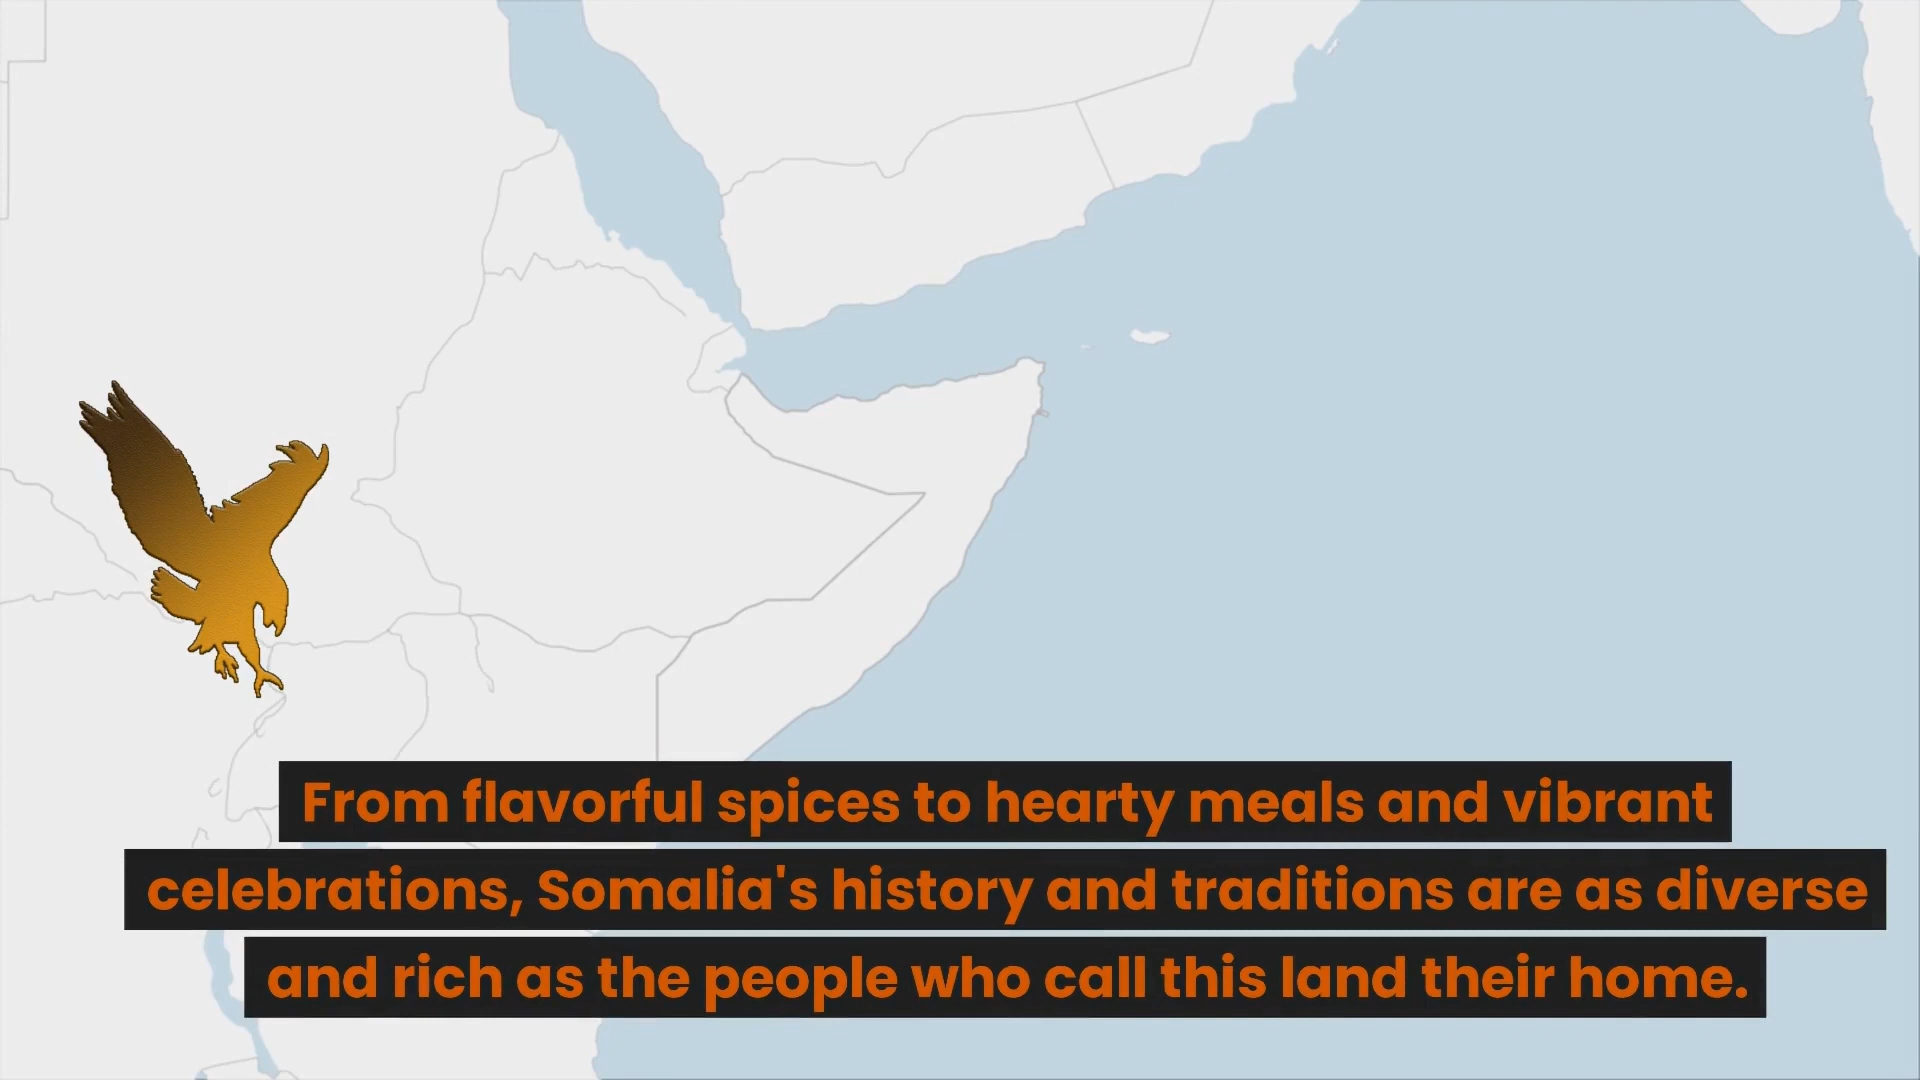 From flavorful spices to hearty meals and vibrant
celebrations, Somalia's history and traditions are as diverse
and rich as the people who call this land their home.